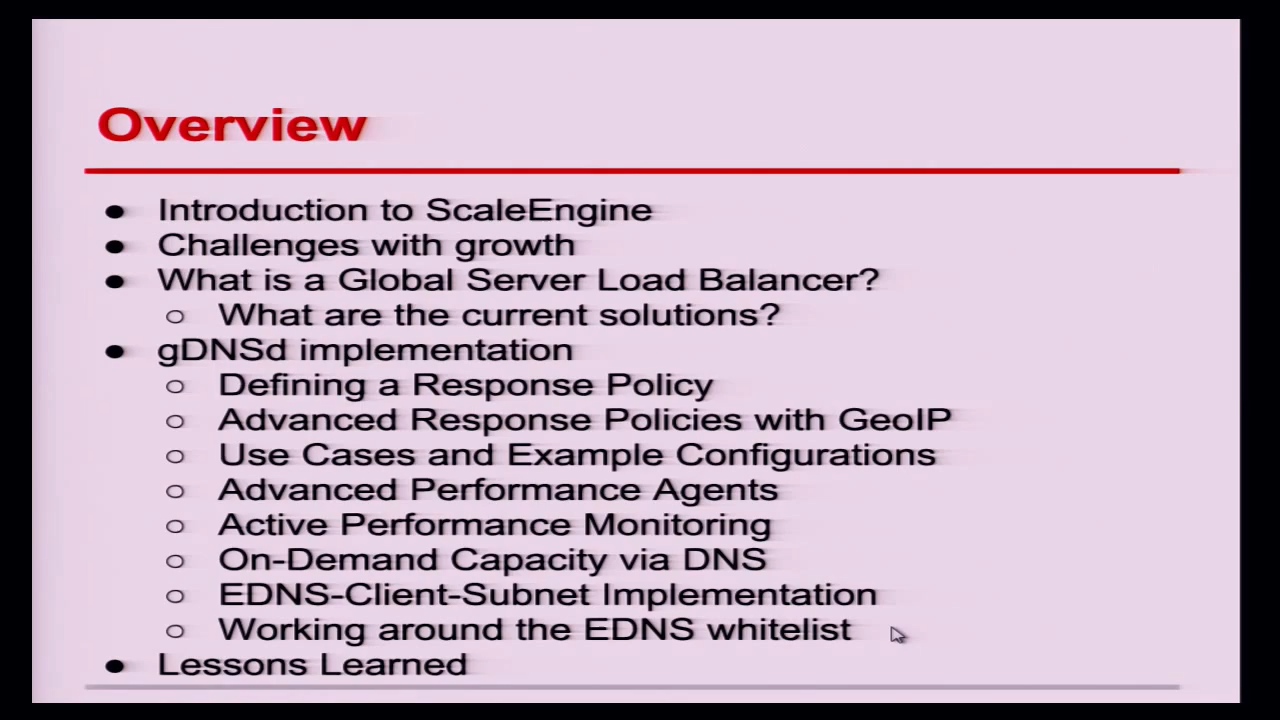 Overview
● Introduction to ScaleEngine
● Challenges with growth
● What is a Global Server Load Balancer?
○ What are the current solutions?
● gDNSd implementation
○ Defining a Response Policy
○ Advanced Response Policies with GeoIP
○ Use Cases and Example Configurations
○ Advanced Performance Agents
○ Active Performance Monitoring
○ On-Demand Capacity via DNS
○ EDNS-Client-Subnet Implementation
○ Working around the EDNS whitelist
● Lessons Learned